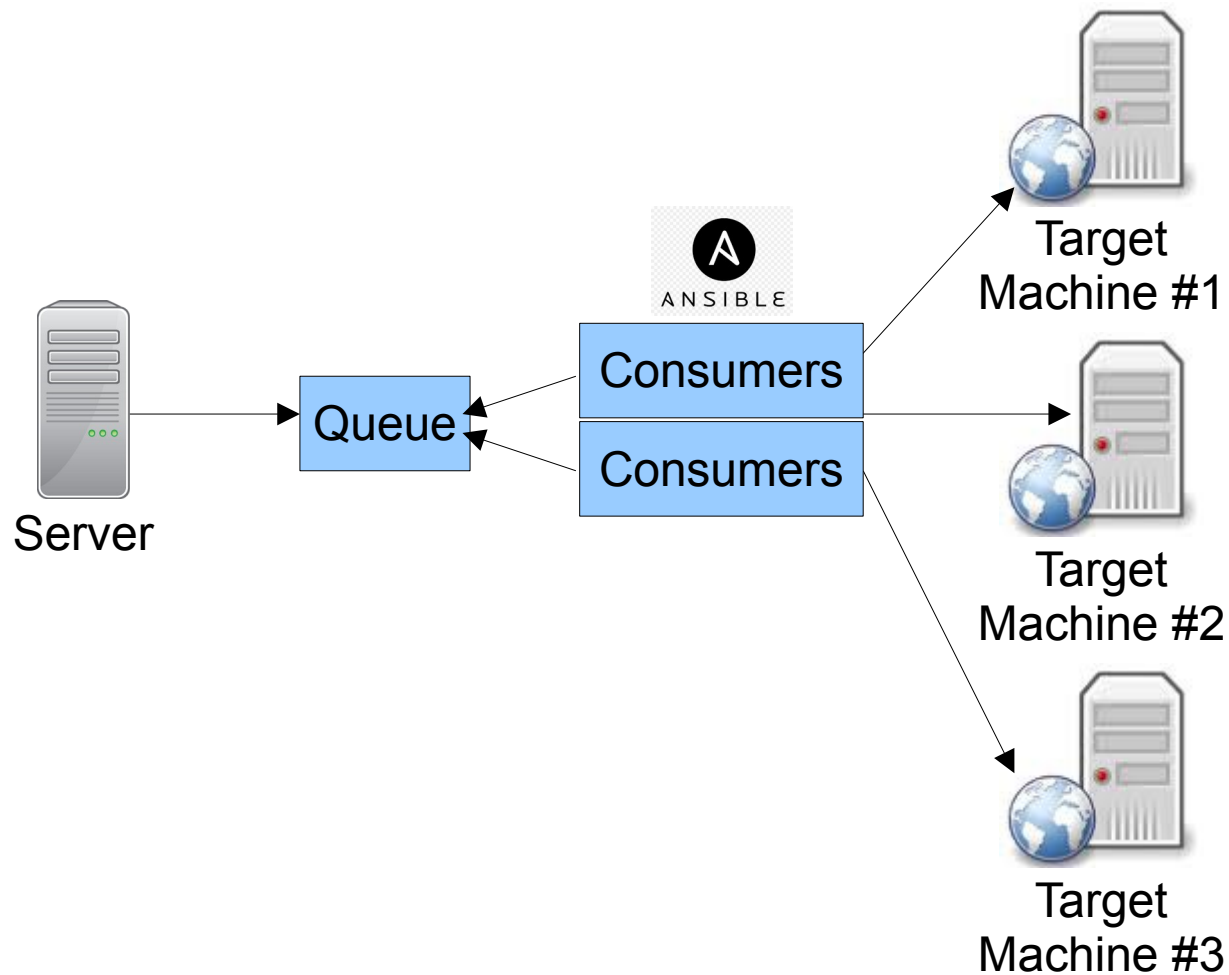 Target
Machine #1
ANSIBLE
Consumers
Queue
Consumers
Server
Target
Machine #2
Target
Machine #3